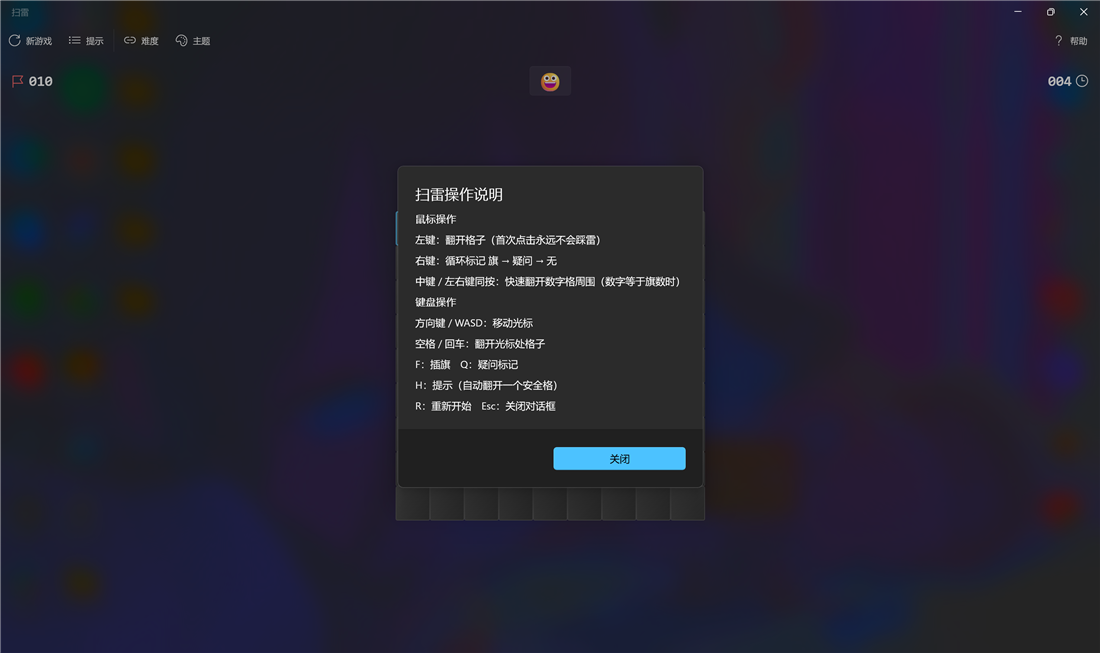 扫雷
新游戏 提示 难度 主题 帮助
010 004
扫雷操作说明
鼠标操作
左键：翻开格子（首次点击永远不会踩雷）
右键：循环标记 旗 → 疑问 → 无
中键 / 左右键同按：快速翻开数字格周围（数字等于旗数时）
键盘操作
方向键 / WASD：移动光标
空格 / 回车：翻开光标处格子
F：插旗 Q：疑问标记
H：提示（自动翻开一个安全格）
R：重新开始 Esc：关闭对话框
关闭